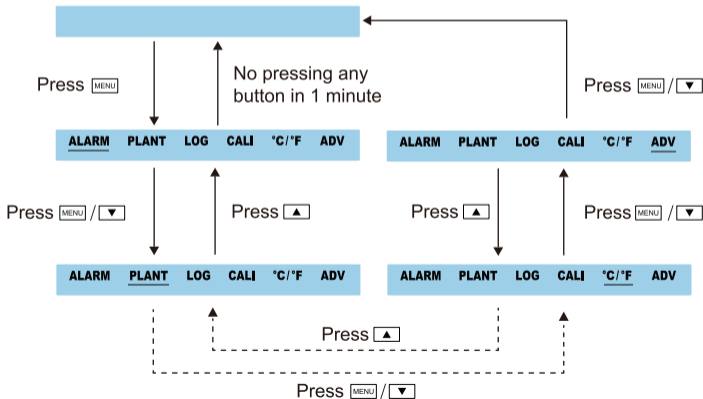 Press MENU
No pressing any
button in 1 minute
Press MENU / ▼
ALARM PLANT LOG CALI °C/°F ADV
ALARM PLANT LOG CALI °C/°F ADV
Press MENU / ▼
Press ▲
Press ▲
Press MENU / ▼
ALARM PLANT LOG CALI °C/°F ADV
ALARM PLANT LOG CALI °C/°F ADV
Press ▲
Press MENU / ▼